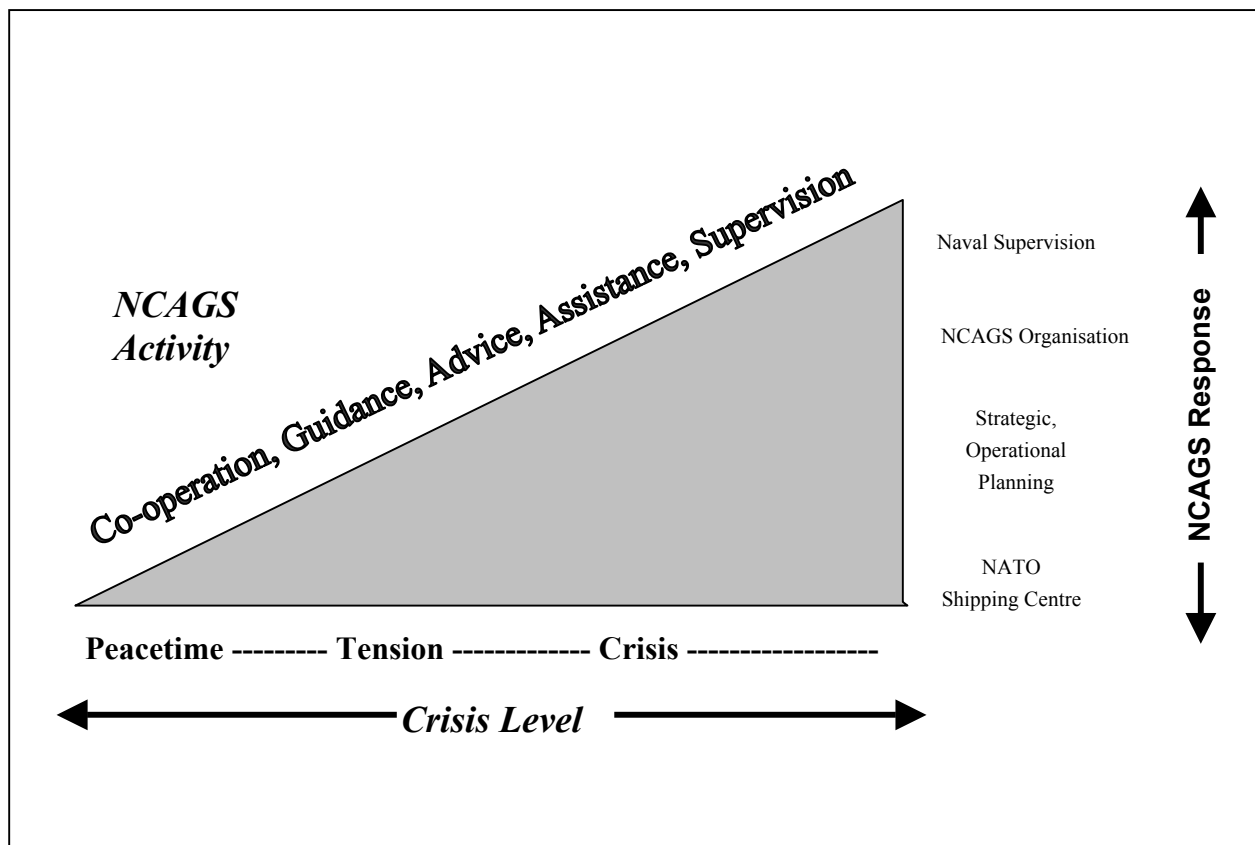 NCAGS
Activity
Co-operation, Guidance, Advice, Assistance, Supervision
Naval Supervision
NCAGS Organisation
Strategic,
Operational
Planning
NATO
Shipping Centre
NCAGS Response
Peacetime --------- Tension ------------- Crisis ------------------
Crisis Level